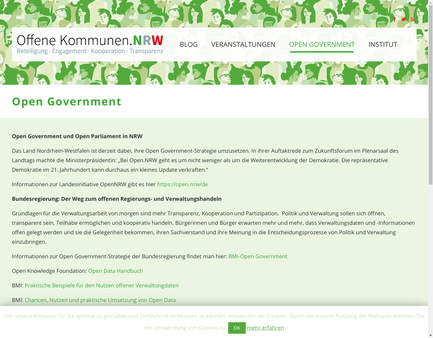 Offene Kommunen.NRW
Beteiligung · Engagement · Kooperation · Transparenz
BLOG
VERANSTALTUNGEN
OPEN GOVERNMENT
INSTITUT
Open Government
Open Government und Open Parliament in NRW
Das Land Nordrhein-Westfalen ist derzeit dabei, ihre Open Government-Strategie umzusetzen. In ihrer Auftaktrede zum Zukunftsforum im Plenarsaal des
Landtags machte die Ministerpräsidentin: „Bei Open.NRW geht es um nicht weniger als um die Weiterentwicklung der Demokratie. Die repräsentative
Demokratie im 21. Jahrhundert kann durchaus ein kleines Update vertragen."
Informationen zur Landesinitiative OpenNRW gibt es hier https://open.nrw/de
Bundesregierung: Der Weg zum offenen Regierungs- und Verwaltungshandeln
Grundlagen für die Verwaltungsarbeit von morgen sind mehr Transparenz, Kooperation und Partizipation. Politik und Verwaltung sollen sich öffnen,
transparent sein, Teilhabe ermöglichen und kooperativ handeln. Bürgerinnen und Bürger erwarten mehr und mehr, dass Verwaltungsdaten und -informationen
offen gelegt werden und sie die Gelegenheit bekommen, ihren Sachverstand und ihre Meinung in die Entscheidungsprozesse von Politik und Verwaltung
einzubringen.
Informationen zur Open Government-Strategie der Bundesregierung findet man hier: BMI-Open Government
Open Knowledge Foundation: Open Data Handbuch
BMI: Praktische Beispiele für den Nutzen offener Verwaltungsdaten
BMI: Chancen, Nutzen und praktische Umsetzung von Open Data
der Verwendung von Cookies zu. OK mehr erfahren